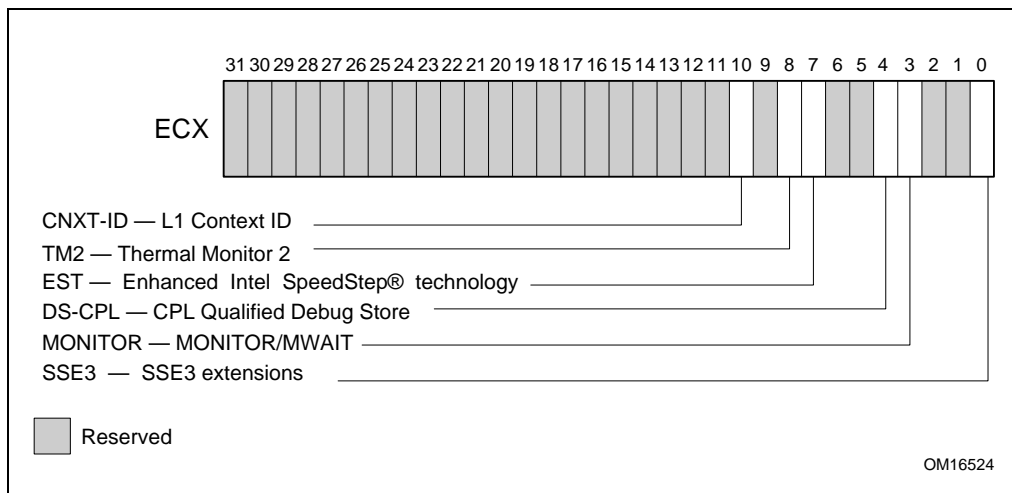 31 30 29 28 27 26 25 24 23 22 21 20 19 18 17 16 15 14 13 12 11 10 9 8 7 6 5 4 3 2 1 0
ECX
CNXT-ID — L1 Context ID
TM2 — Thermal Monitor 2
EST — Enhanced Intel SpeedStep® technology
DS-CPL — CPL Qualified Debug Store
MONITOR — MONITOR/MWAIT
SSE3 — SSE3 extensions
Reserved
OM16524